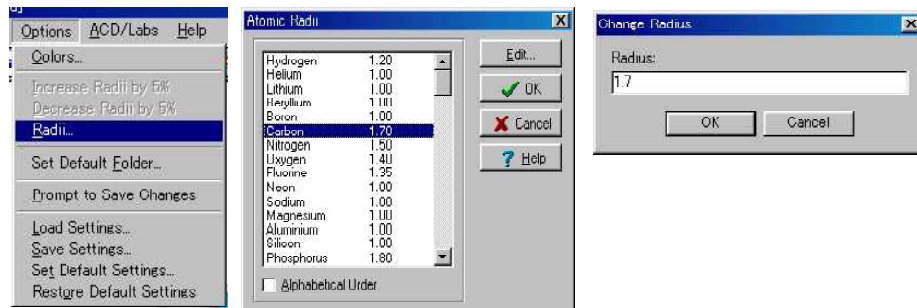 Options ACD/Labs Help
Colors...
Increase Radii by 5%
Decrease Radii by 5%
Radii...
Set Default Folder...
Prompt to Save Changes
Load Settings...
Save Settings...
Set Default Settings...
Restore Default Settings
Atomic Radii
Hydrogen 1.20
Helium 1.00
Lithium 1.00
Beryllium 1.00
Boron 1.00
Carbon 1.70
Nitrogen 1.50
Oxygen 1.40
Fluorine 1.35
Neon 1.00
Sodium 1.00
Magnesium 1.00
Aluminium 1.00
Silicon 1.00
Phosphorus 1.80
Alphabetical Order
Edit...
OK
Cancel
? Help
Change Radius
Radius:
1.7
OK Cancel